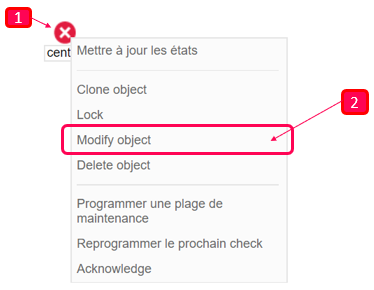 1
cent
Mettre à jour les états
Clone object
Lock
Modify object
2
Delete object
Programmer une plage de
maintenance
Reprogrammer le prochain check
Acknowledge